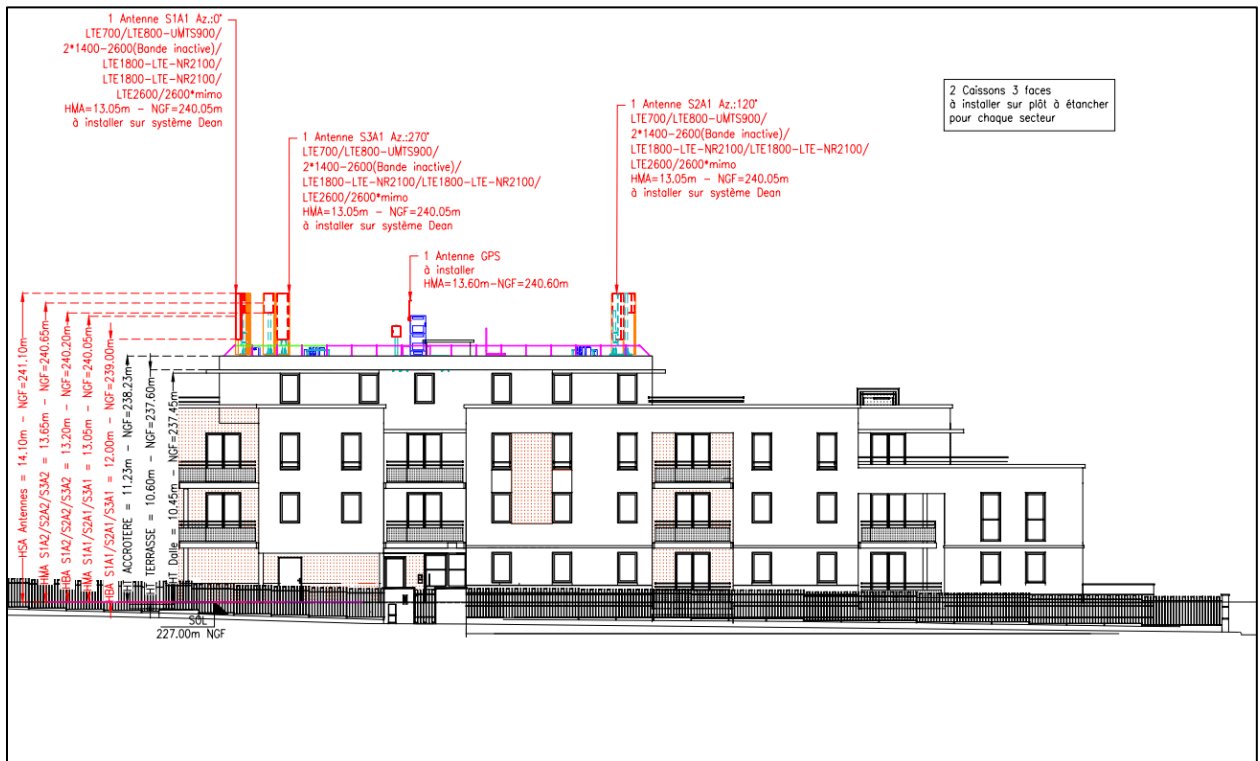 1 Antenne S1A1 Az.:0°
LTE700/LTE800-UMTS900/
2*1400-2600(Bande inactive)/
LTE1800-LTE-NR2100/
LTE1800-LTE-NR2100/
LTE2600/2600*mimo
HMA=13.05m - NGF=240.05m
à installer sur système Dean
1 Antenne S3A1 Az.:270°
LTE700/LTE800-UMTS900/
2*1400-2600(Bande inactive)/
LTE1800-LTE-NR2100/LTE1800-LTE-NR2100/
LTE2600/2600*mimo
HMA=13.05m - NGF=240.05m
à installer sur système Dean
1 Antenne GPS
à installer
HMA=13.60m-NGF=240.60m
1 Antenne S2A1 Az.:120°
LTE700/LTE800-UMTS900/
2*1400-2600(Bande inactive)/
LTE1800-LTE-NR2100/LTE1800-LTE-NR2100/
LTE2600/2600*mimo
HMA=13.05m - NGF=240.05m
à installer sur système Dean
2 Caissons 3 faces
à installer sur plôt à étancher
pour chaque secteur
HSA Antennes = 14.10m - NGF=241.10m
HMA S1A2/S2A2/S3A2 = 13.65m - NGF=240.65m
HBA S1A2/S2A2/S3A2 = 13.20m - NGF=240.20m
HMA S1A1/S2A1/S3A1 = 13.05m - NGF=240.05m
HBA S1A1/S2A1/S3A1 = 12.00m - NGF=239.00m
HT ACCROTERE = 11.23m - NGF=238.23m
HT TERRASSE = 10.60m - NGF=237.60m
HT Dalle = 10.45m - NGF=237.45m
SOL
227.00m NGF